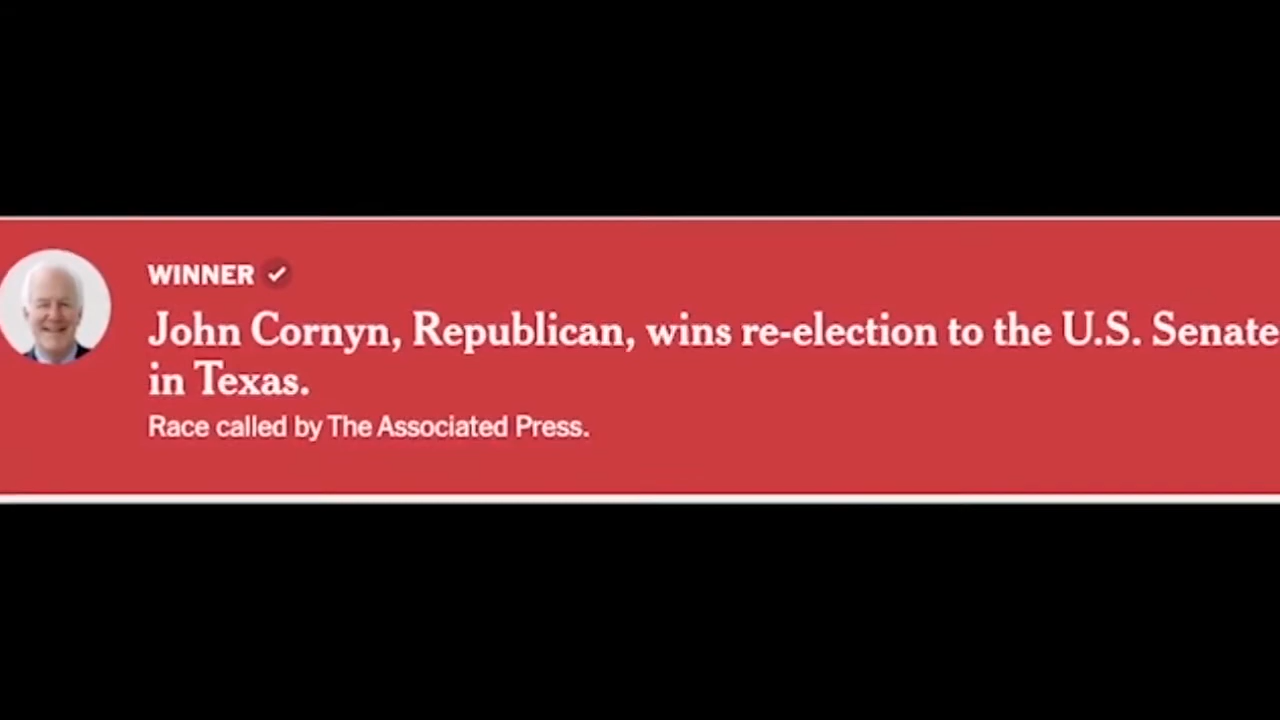 WINNER
John Cornyn, Republican, wins re-election to the U.S. Senate
in Texas.
Race called by The Associated Press.